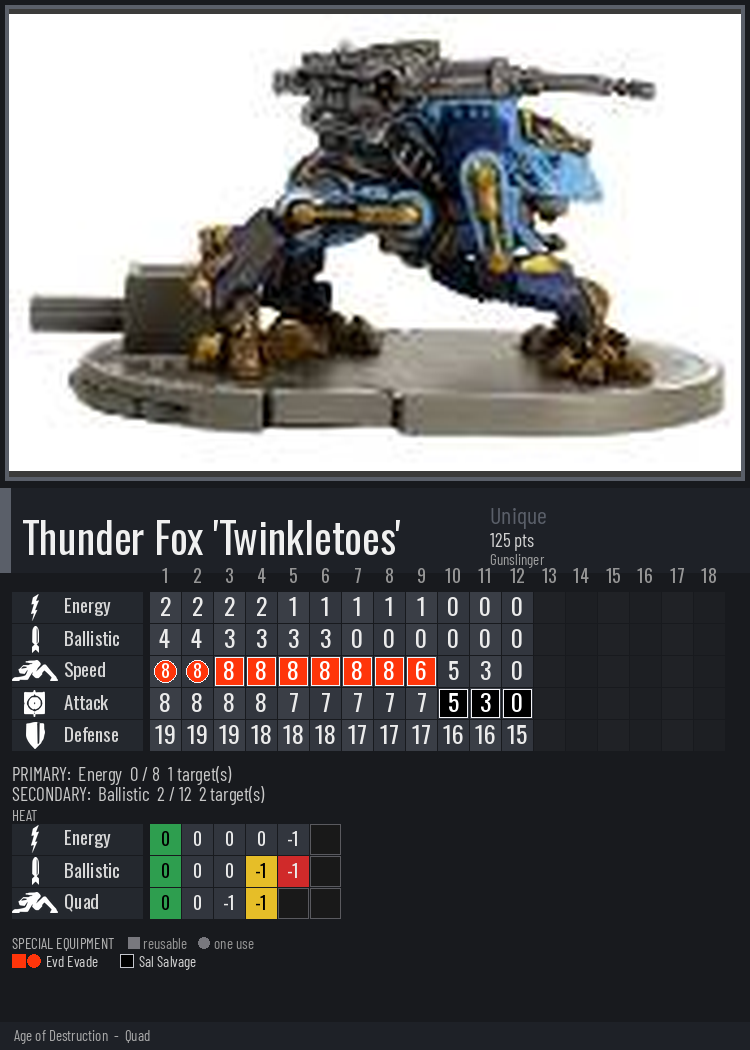 Thunder Fox 'Twinkletoes'
Unique
125 pts
Gunslinger
1 2 3 4 5 6 7 8 9 10 11 12 13 14 15 16 17 18
Energy 2 2 2 2 1 1 1 1 1 0 0 0
Ballistic 4 4 3 3 3 3 0 0 0 0 0 0
Speed 8 8 8 8 8 8 8 8 6 5 3 0
Attack 8 8 8 8 7 7 7 7 7 5 3 0
Defense 19 19 19 18 18 18 17 17 17 16 16 15
PRIMARY: Energy 0 / 8 1 target(s)
SECONDARY: Ballistic 2 / 12 2 target(s)
HEAT
Energy 0 0 0 0 -1
Ballistic 0 0 0 -1 -1
Quad 0 0 -1 -1
SPECIAL EQUIPMENT reusable one use
Evd Evade Sal Salvage
Age of Destruction - Quad